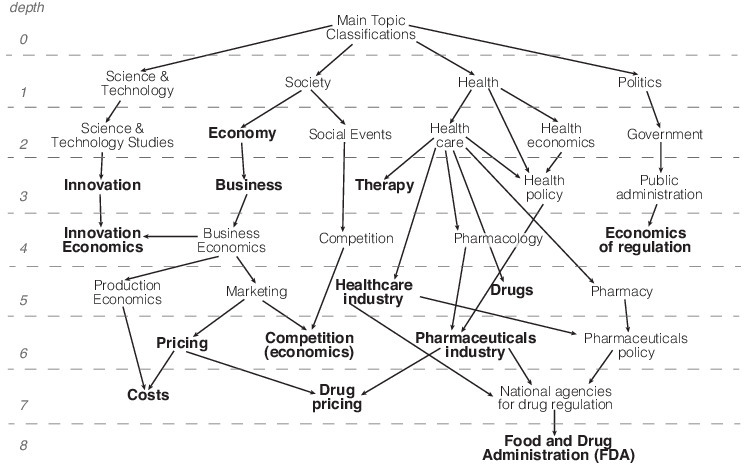 depth
Main Topic
Classifications
0
Science &
Technology
Society
Health
Politics
1
Science &
Technology Studies
Economy
Social Events
Health
care
Health
economics
Government
2
Innovation
Business
Therapy
Health
policy
Public
administration
3
Innovation
Economics
Business
Economics
Competition
Pharmacology
Economics
of regulation
4
Production
Economics
Marketing
Healthcare
industry
Drugs
Pharmacy
5
Pricing
Competition
(economics)
Pharmaceuticals
industry
Pharmaceuticals
policy
6
Costs
Drug
pricing
National agencies
for drug regulation
7
Food and Drug
Administration (FDA)
8